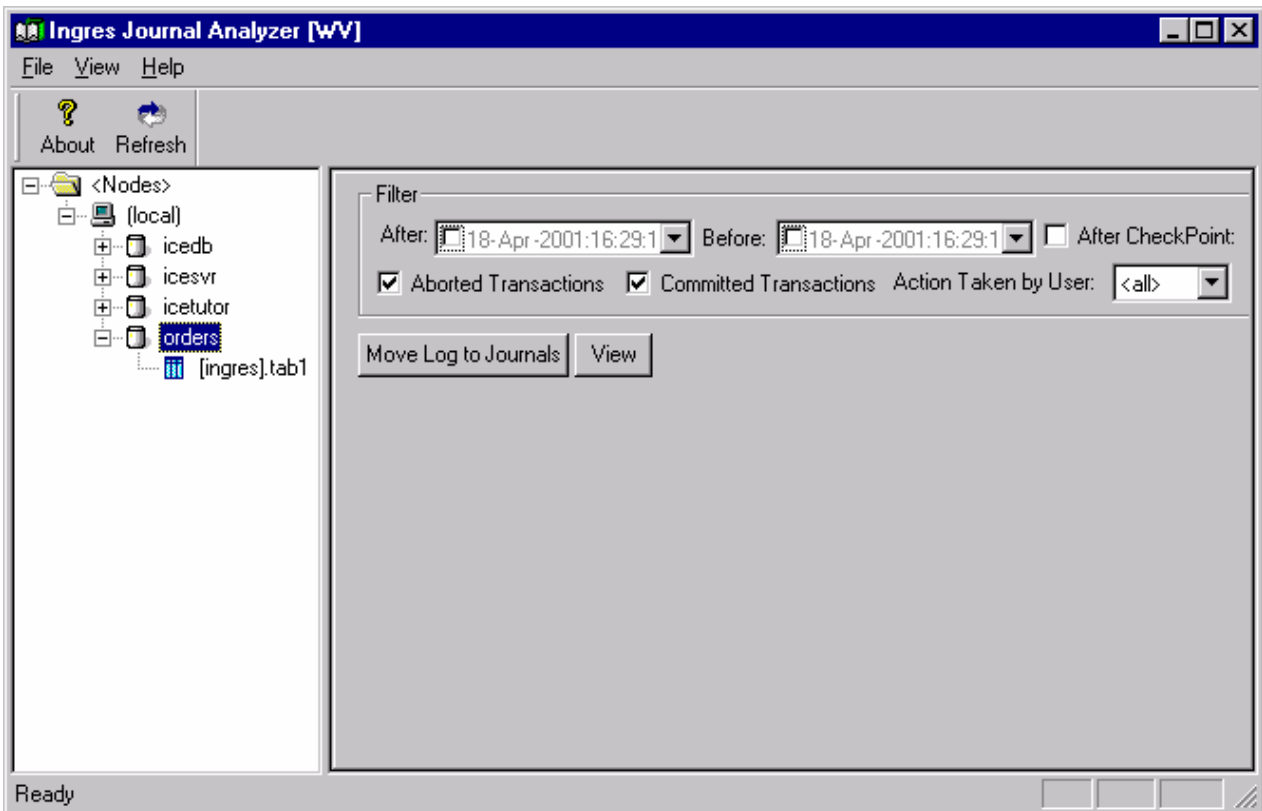 Ingres Journal Analyzer [WV]
File View Help
About Refresh
<Nodes>
(local)
icedb
icesvr
icetutor
orders
[ingres].tab1
Filter
After: 18-Apr-2001:16:29:1 Before: 18-Apr-2001:16:29:1 After CheckPoint:
Aborted Transactions Committed Transactions Action Taken by User: <all>
Move Log to Journals View
Ready